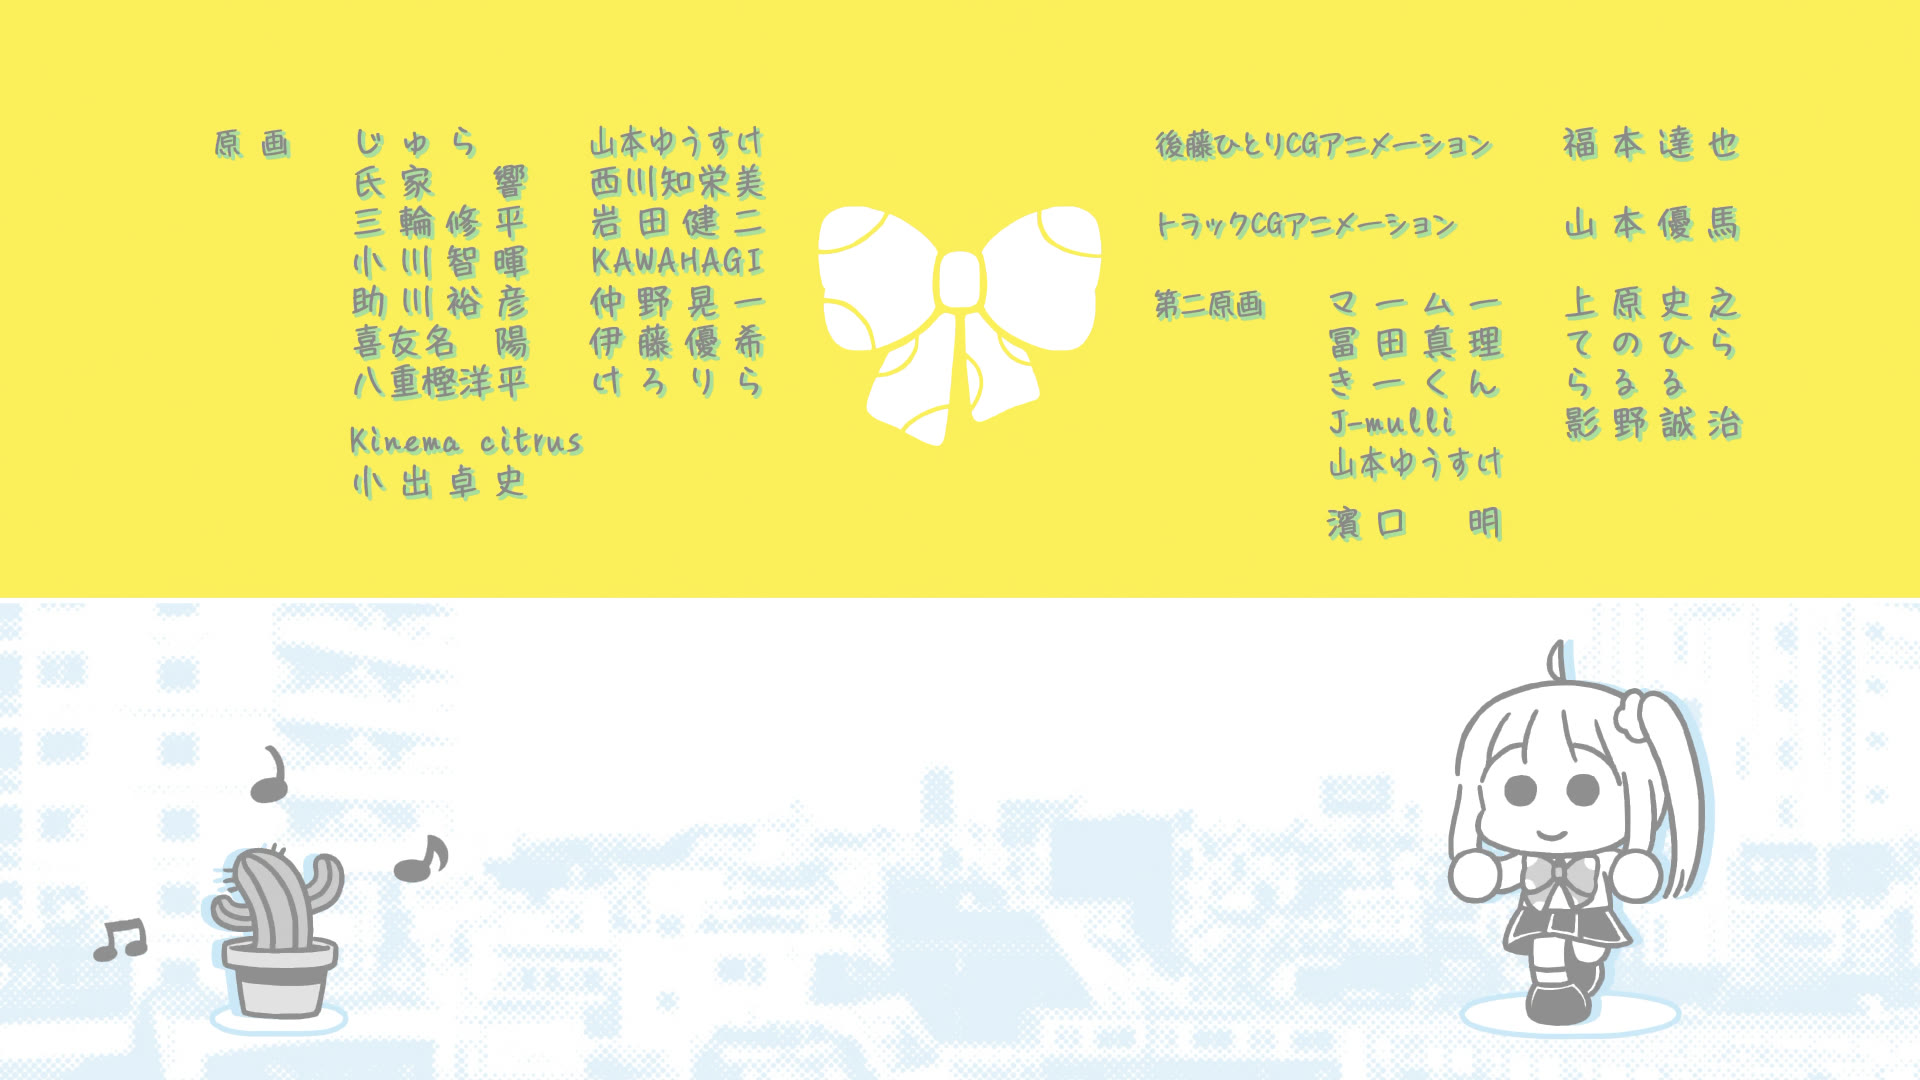 原画　じゅら　山本ゆうすけ
氏家　響　西川知栄美
三輪修平　岩田健二
小川智暉　KAWAHAGI
助川裕彦　仲野晃一
喜友名　陽　伊藤優希
八重樫洋平　けろりら
Kinema citrus
小出卓史
後藤ひとりCGアニメーション　福本達也
トラックCGアニメーション　山本優馬
第二原画　マームー　上原史之
冨田真理　てのひら
きーくん　らるる
J-mulli　影野誠治
山本ゆうすけ
濱口　明